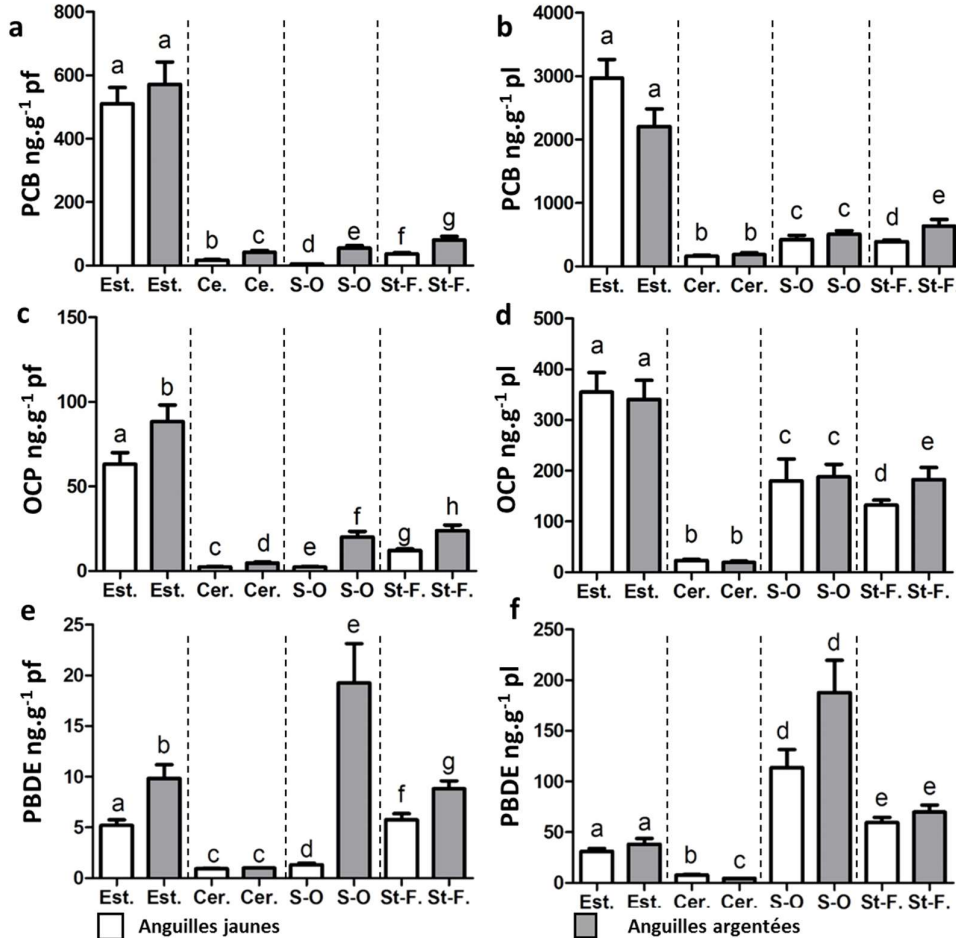 a
PCB ng.g-1 pf
800
600
400
200
0
a a b c d e f g
Est. Est. Ce. Ce. S-O S-O St-F. St-F.
b
PCB ng.g-1 pl
4000
3000
2000
1000
0
a a b b c c d e
Est. Est. Cer. Cer. S-O S-O St-F. St-F.
c
OCP ng.g-1 pf
150
100
50
0
a b c d e f g h
Est. Est. Cer. Cer. S-O S-O St-F. St-F.
d
OCP ng.g-1 pl
500
400
300
200
100
0
a a b b c c d e
Est. Est. Cer. Cer. S-O S-O St-F. St-F.
e
PBDE ng.g-1 pf
25
20
15
10
5
0
a b c c d e f g
Est. Est. Cer. Cer. S-O S-O St-F. St-F.
f
PBDE ng.g-1 pl
250
200
150
100
50
0
a a b c d d e e
Est. Est. Cer. Cer. S-O S-O St-F. St-F.
Anguilles jaunes
Anguilles argentées